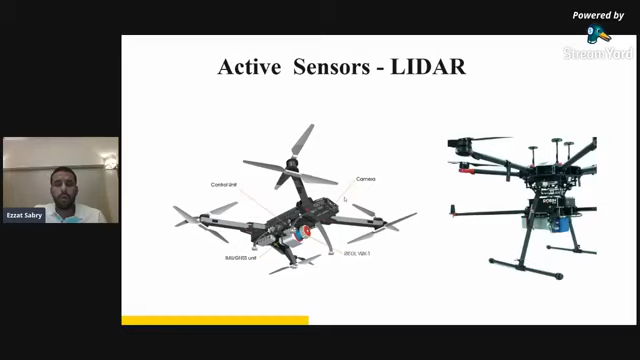 Powered by
StreamYard
Active Sensors - LIDAR
Camera
Control Unit
Ezzat Sabry
IMU/GNSS unit